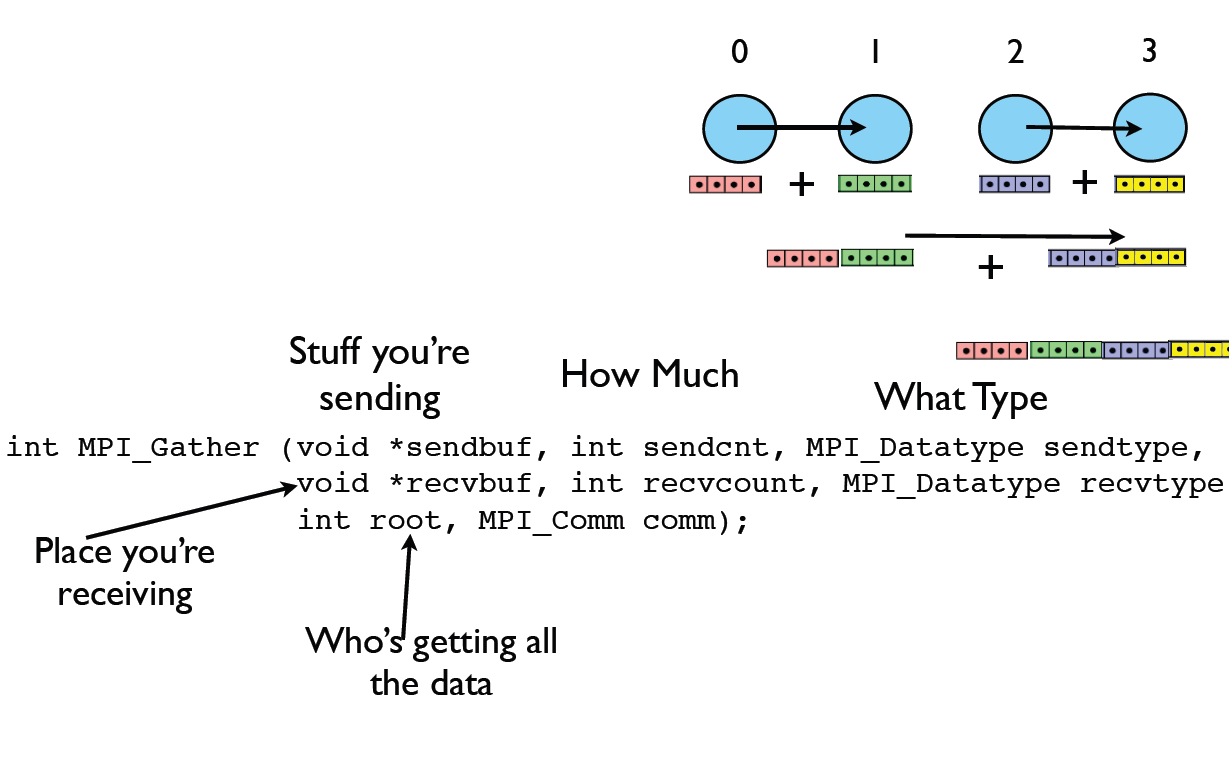 0 1 2 3
+ +
+
Stuff you're
sending
How Much
What Type
int MPI_Gather (void *sendbuf, int sendcnt, MPI_Datatype sendtype,
void *recvbuf, int recvcount, MPI_Datatype recvtype
int root, MPI_Comm comm);
Place you're
receiving
Who's getting all
the data